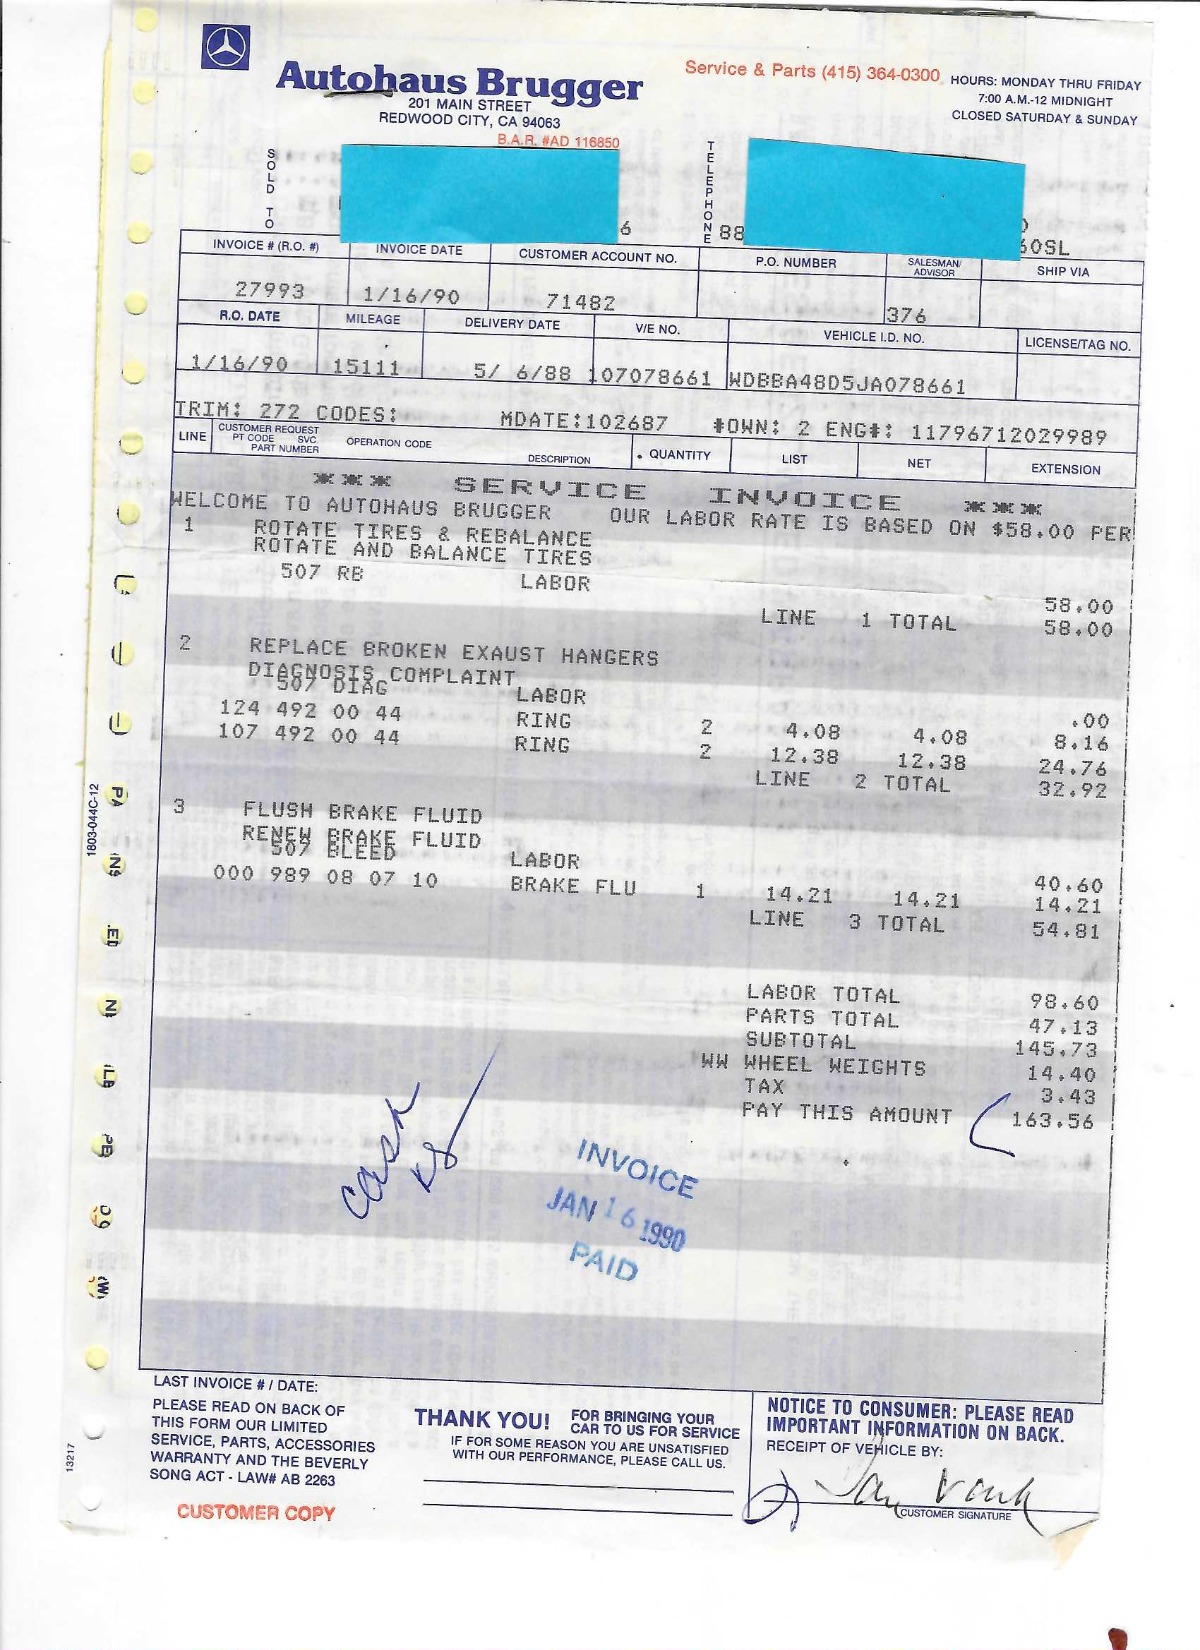 Autohaus Brugger
201 MAIN STREET
REDWOOD CITY, CA 94063
B.A.R. #AD 116850
Service & Parts (415) 364-0300
HOURS: MONDAY THRU FRIDAY
7:00 A.M.-12 MIDNIGHT
CLOSED SATURDAY & SUNDAY
SOLD TO
6
TELEPHONE
88
60SL
INVOICE # (R.O. #) INVOICE DATE CUSTOMER ACCOUNT NO. P.O. NUMBER SALESMAN/ADVISOR SHIP VIA
27993 1/16/90 71482 376
R.O. DATE MILEAGE DELIVERY DATE V/E NO. VEHICLE I.D. NO. LICENSE/TAG NO.
1/16/90 15111 5/ 6/88 107078661 WDBBA48D5JA078661
TRIM: 272 CODES: MDATE:102687 #OWN: 2 ENG#: 11796712029989
LINE CUSTOMER REQUEST PT CODE SVC. PART NUMBER OPERATION CODE DESCRIPTION QUANTITY LIST NET EXTENSION
*** SERVICE INVOICE ***
WELCOME TO AUTOHAUS BRUGGER OUR LABOR RATE IS BASED ON $58.00 PER
1 ROTATE TIRES & REBALANCE
ROTATE AND BALANCE TIRES
507 RB LABOR 58.00
LINE 1 TOTAL 58.00
2 REPLACE BROKEN EXAUST HANGERS
DIAGNOSIS COMPLAINT
507 DIAG LABOR .00
124 492 00 44 RING 2 4.08 4.08 8.16
107 492 00 44 RING 2 12.38 12.38 24.76
LINE 2 TOTAL 32.92
3 FLUSH BRAKE FLUID
RENEW BRAKE FLUID
507 BLEED LABOR 40.60
000 989 08 07 10 BRAKE FLU 1 14.21 14.21 14.21
LINE 3 TOTAL 54.81
LABOR TOTAL 98.60
PARTS TOTAL 47.13
SUBTOTAL 145.73
WW WHEEL WEIGHTS 14.40
TAX 3.43
PAY THIS AMOUNT 163.56
cash
INVOICE
JAN 16 1990
PAID
1803-044C-12
13217
LAST INVOICE # / DATE:
PLEASE READ ON BACK OF
THIS FORM OUR LIMITED
SERVICE, PARTS, ACCESSORIES
WARRANTY AND THE BEVERLY
SONG ACT - LAW# AB 2263
CUSTOMER COPY
THANK YOU! FOR BRINGING YOUR
CAR TO US FOR SERVICE
IF FOR SOME REASON YOU ARE UNSATISFIED
WITH OUR PERFORMANCE, PLEASE CALL US.
NOTICE TO CONSUMER: PLEASE READ
IMPORTANT INFORMATION ON BACK.
RECEIPT OF VEHICLE BY:
CUSTOMER SIGNATURE